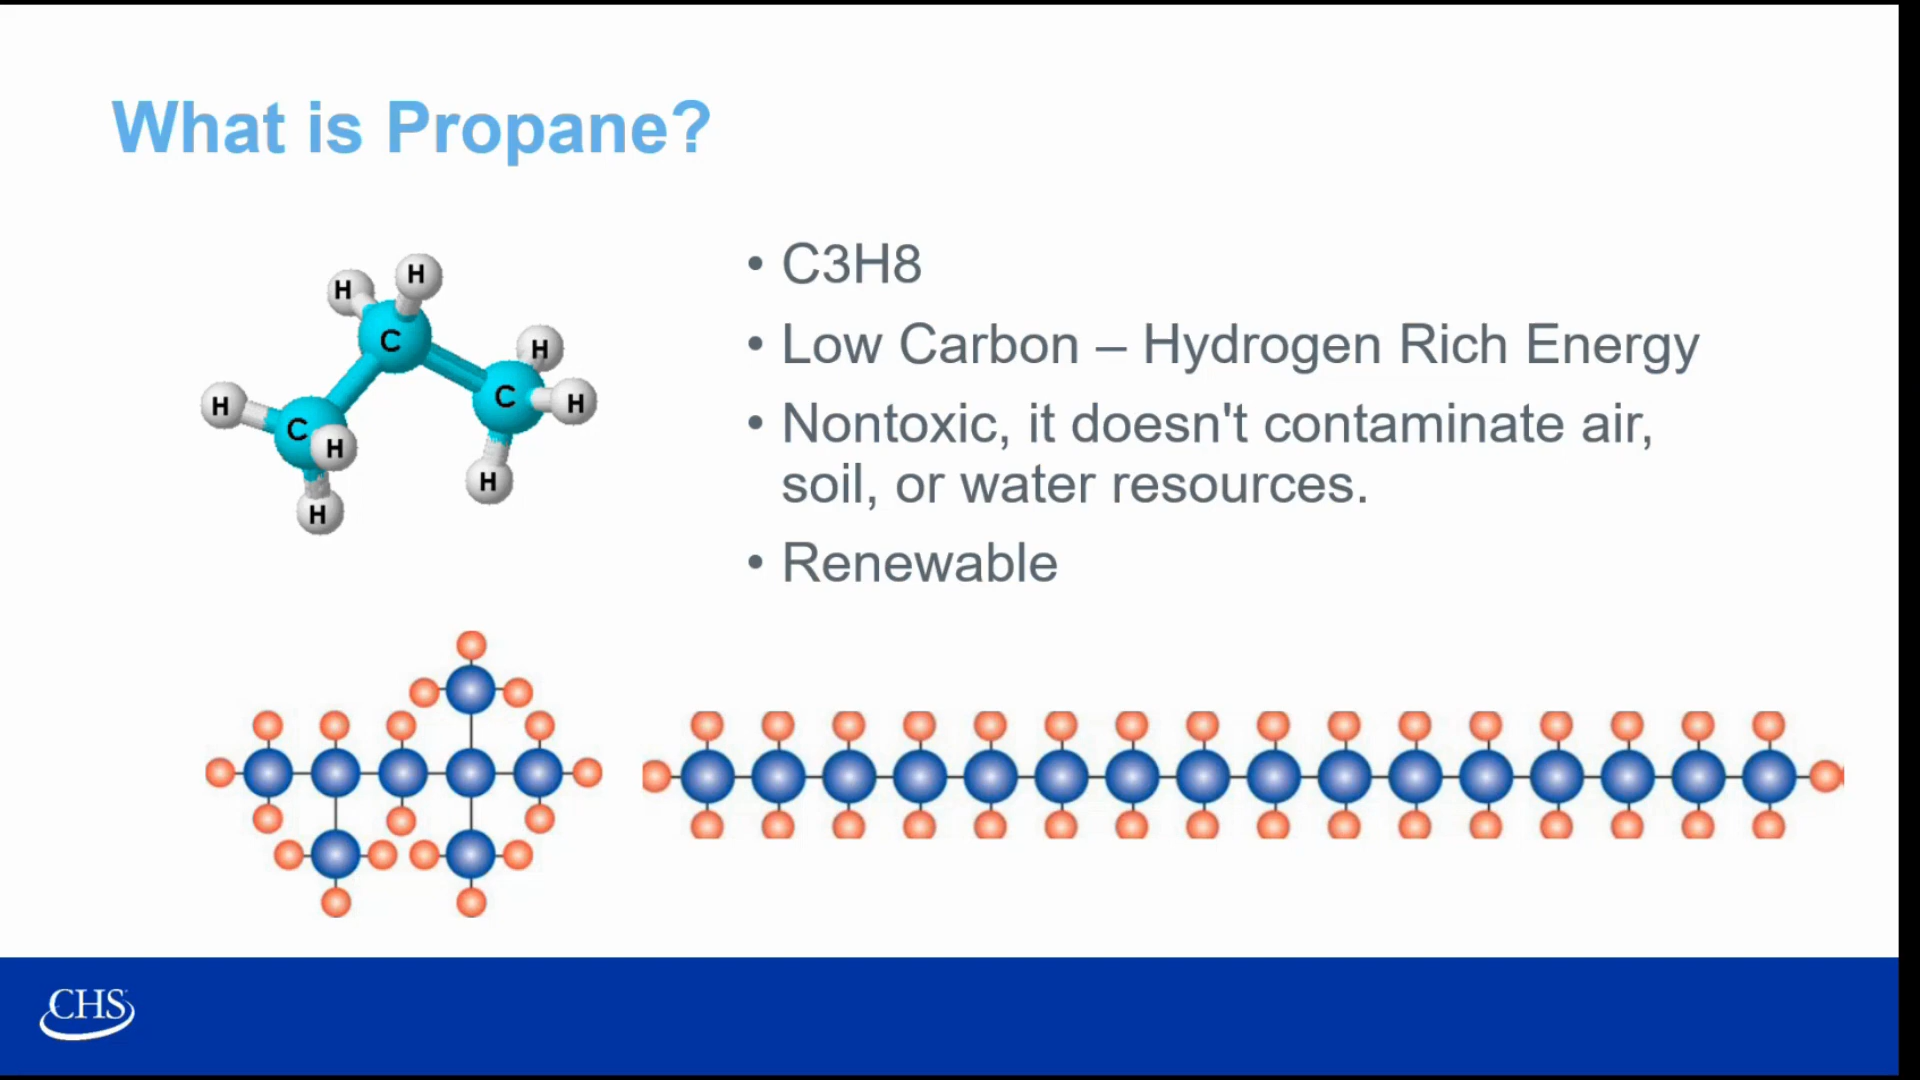 What is Propane?
• C3H8
• Low Carbon – Hydrogen Rich Energy
• Nontoxic, it doesn't contaminate air,
soil, or water resources.
• Renewable
H
H
C
H
H
C
H
C
H
H
H
CHS